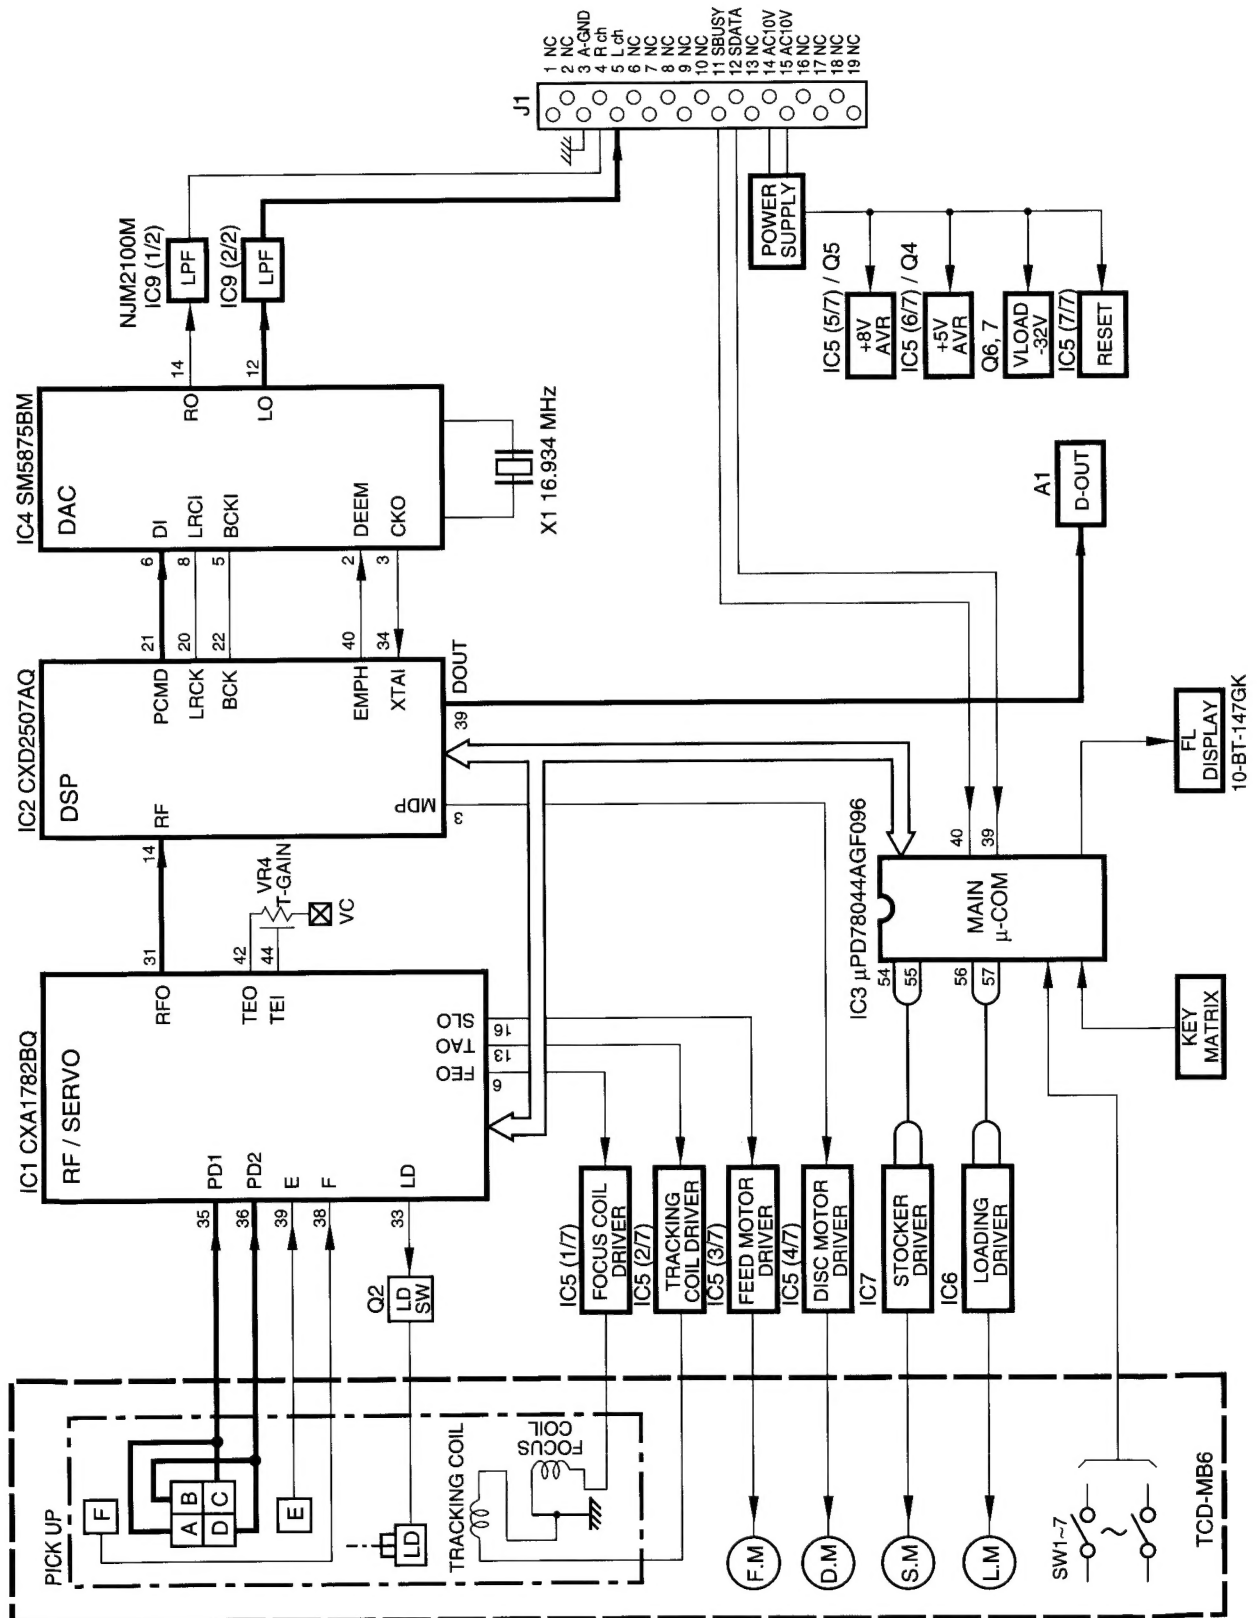 PICK UP
F
A
B
D
C
E
LD
TRACKING COIL
FOCUS
COIL
F.M
D.M
S.M
L.M
SW1~7
TCD-MB6
Q2
LD
SW
IC1 CXA1782BQ
RF / SERVO
35
PD1
36
PD2
39
E
38
F
33
LD
RFO
31
TEO
42
TEI
44
VR4
T-GAIN
VC
FEO
6
TAO
13
SLO
16
IC5 (1/7)
FOCUS COIL
DRIVER
IC5 (2/7)
TRACKING
COIL DRIVER
IC5 (3/7)
FEED MOTOR
DRIVER
IC5 (4/7)
DISC MOTOR
DRIVER
IC7
STOCKER
DRIVER
IC6
LOADING
DRIVER
IC2 CXD2507AQ
DSP
14
RF
MDP
3
PCMD
21
LRCK
20
BCK
22
EMPH
40
XTAI
34
39
DOUT
IC3 μPD78044AGF096
MAIN
μ-COM
54
55
56
57
40
39
KEY
MATRIX
FL
DISPLAY
10-BT-147GK
A1
D-OUT
IC4 SM5875BM
DAC
6
DI
8
LRCI
5
BCKI
2
DEEM
3
CKO
RO
14
LO
12
X1 16.934 MHz
NJM2100M
IC9 (1/2)
LPF
IC9 (2/2)
LPF
POWER
SUPPLY
IC5 (5/7) / Q5
+8V
AVR
IC5 (6/7) / Q4
+5V
AVR
Q6, 7
VLOAD
-32V
IC5 (7/7)
RESET
J1
1 NC
2 NC
3 A-GND
4 R ch
5 L ch
6 NC
7 NC
8 NC
9 NC
10 NC
11 SBUSY
12 SDATA
13 NC
14 AC10V
15 AC10V
16 NC
17 NC
18 NC
19 NC